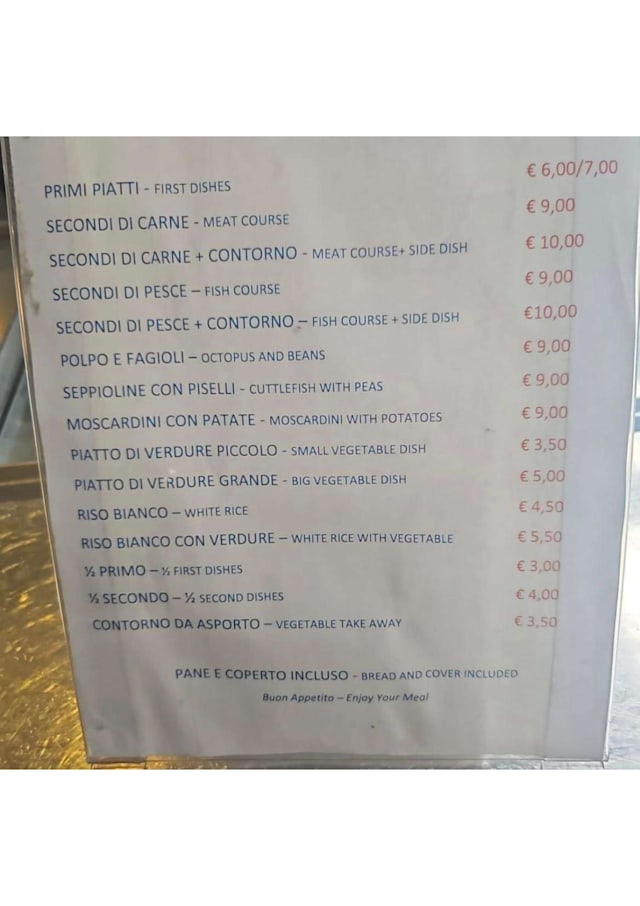 PRIMI PIATTI - FIRST DISHES € 6,00/7,00
SECONDI DI CARNE - MEAT COURSE € 9,00
SECONDI DI CARNE + CONTORNO - MEAT COURSE+ SIDE DISH € 10,00
SECONDI DI PESCE – FISH COURSE € 9,00
SECONDI DI PESCE + CONTORNO – FISH COURSE + SIDE DISH €10,00
POLPO E FAGIOLI – OCTOPUS AND BEANS € 9,00
SEPPIOLINE CON PISELLI - CUTTLEFISH WITH PEAS € 9,00
MOSCARDINI CON PATATE - MOSCARDINI WITH POTATOES € 9,00
PIATTO DI VERDURE PICCOLO - SMALL VEGETABLE DISH € 3,50
PIATTO DI VERDURE GRANDE - BIG VEGETABLE DISH € 5,00
RISO BIANCO – WHITE RICE € 4,50
RISO BIANCO CON VERDURE – WHITE RICE WITH VEGETABLE € 5,50
½ PRIMO – ½ FIRST DISHES € 3,00
½ SECONDO – ½ SECOND DISHES € 4,00
CONTORNO DA ASPORTO – VEGETABLE TAKE AWAY € 3,50
PANE E COPERTO INCLUSO - BREAD AND COVER INCLUDED
Buon Appetito – Enjoy Your Meal